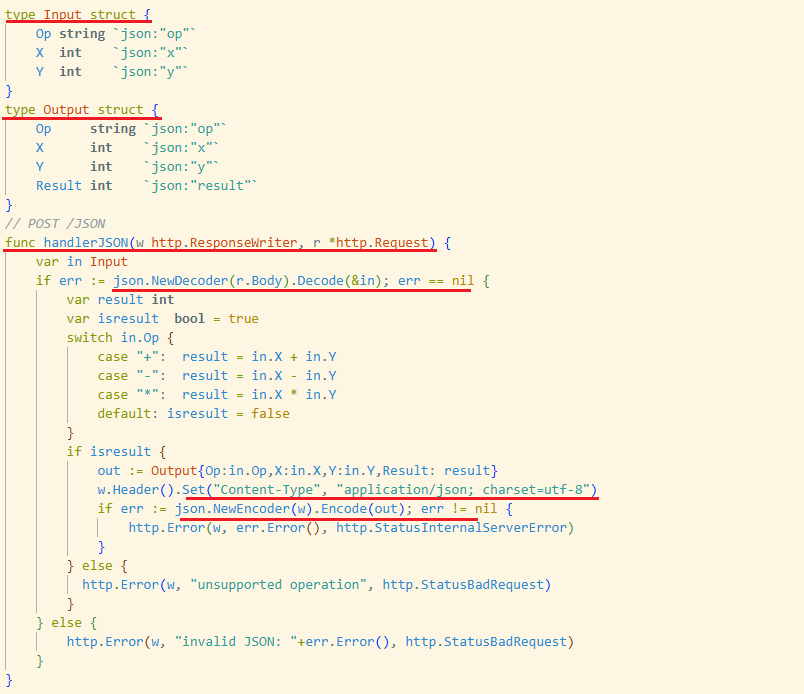 type Input struct {
    Op string `json:"op"`
    X  int    `json:"x"`
    Y  int    `json:"y"`
}
type Output struct {
    Op     string `json:"op"`
    X      int    `json:"x"`
    Y      int    `json:"y"`
    Result int    `json:"result"`
}
// POST /JSON
func handlerJSON(w http.ResponseWriter, r *http.Request) {
    var in Input
    if err := json.NewDecoder(r.Body).Decode(&in); err == nil {
        var result int
        var isresult  bool = true
        switch in.Op {
            case "+":  result = in.X + in.Y
            case "-":  result = in.X - in.Y
            case "*":  result = in.X * in.Y
            default: isresult = false
        }
        if isresult {
            out := Output{Op:in.Op,X:in.X,Y:in.Y,Result: result}
            w.Header().Set("Content-Type", "application/json; charset=utf-8")
            if err := json.NewEncoder(w).Encode(out); err != nil {
                http.Error(w, err.Error(), http.StatusInternalServerError)
            }
        } else {
          http.Error(w, "unsupported operation", http.StatusBadRequest)
        }
    } else {
        http.Error(w, "invalid JSON: "+err.Error(), http.StatusBadRequest)
    }
}